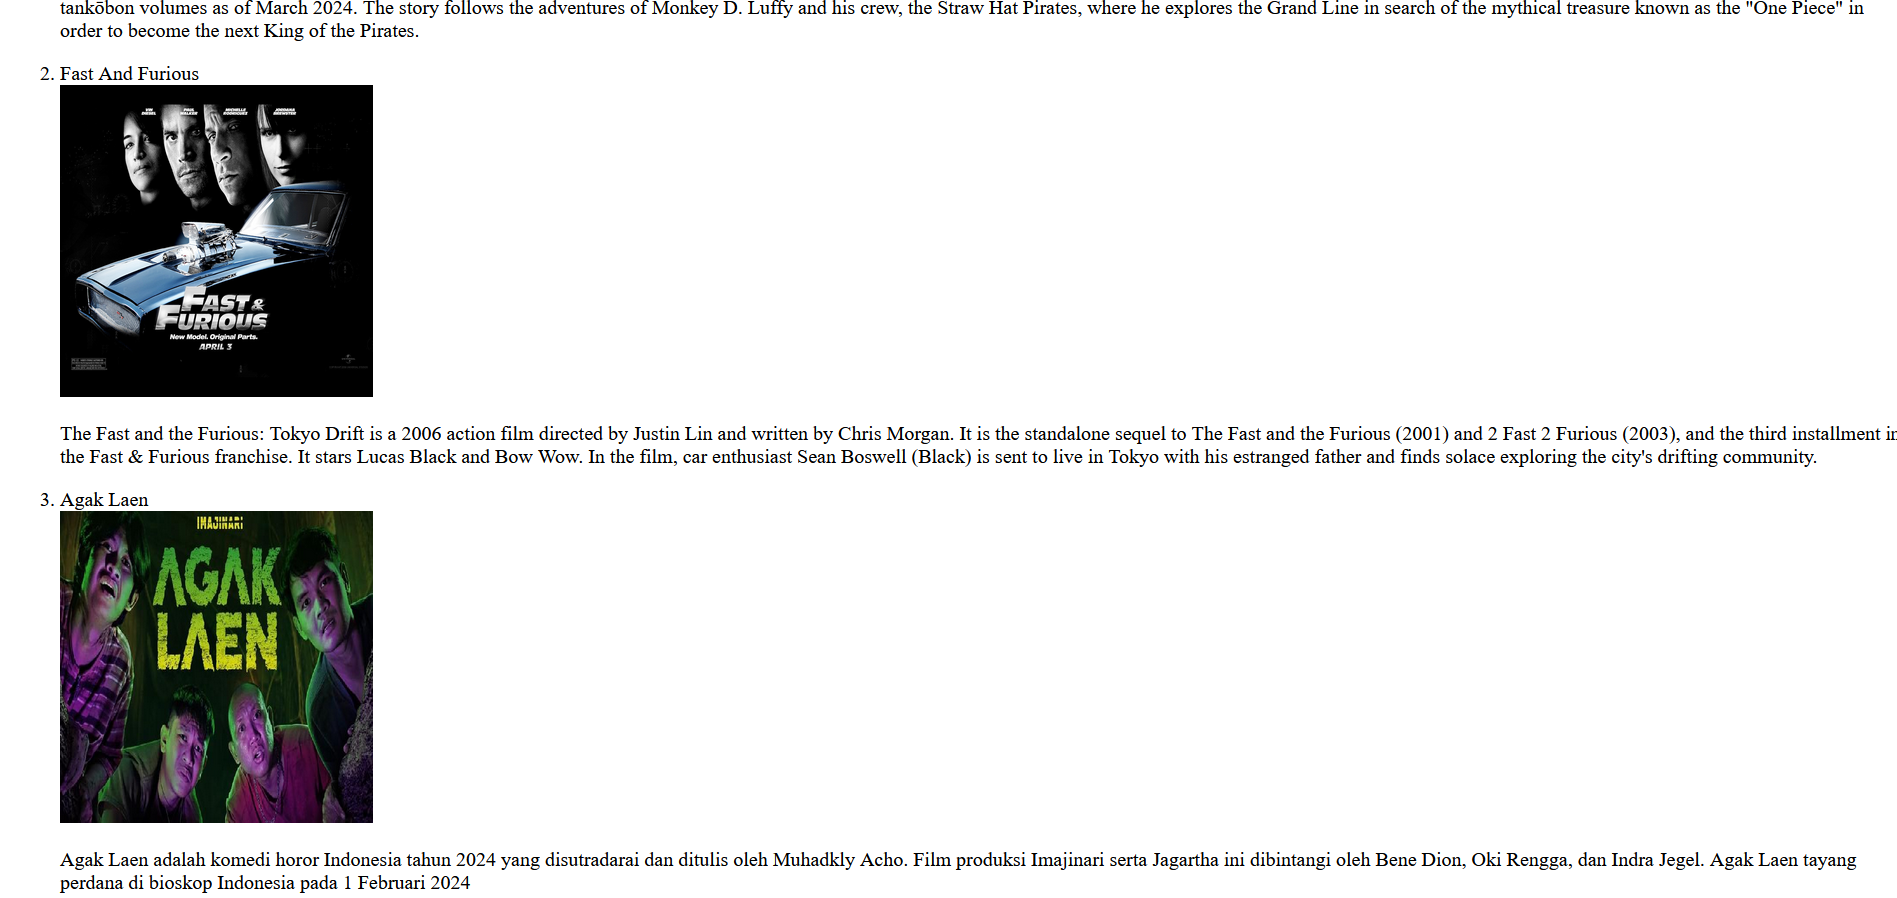 tankōbon volumes as of March 2024. The story follows the adventures of Monkey D. Luffy and his crew, the Straw Hat Pirates, where he explores the Grand Line in search of the mythical treasure known as the "One Piece" in
order to become the next King of the Pirates.
2. Fast And Furious
VIN DIESEL PAUL WALKER MICHELLE RODRIGUEZ JORDANA BREWSTER
FAST &
FURIOUS
New Model. Original Parts.
APRIL 3
The Fast and the Furious: Tokyo Drift is a 2006 action film directed by Justin Lin and written by Chris Morgan. It is the standalone sequel to The Fast and the Furious (2001) and 2 Fast 2 Furious (2003), and the third installment in
the Fast & Furious franchise. It stars Lucas Black and Bow Wow. In the film, car enthusiast Sean Boswell (Black) is sent to live in Tokyo with his estranged father and finds solace exploring the city's drifting community.
3. Agak Laen
IMAJINARI
AGAK
LAEN
Agak Laen adalah komedi horor Indonesia tahun 2024 yang disutradarai dan ditulis oleh Muhadkly Acho. Film produksi Imajinari serta Jagartha ini dibintangi oleh Bene Dion, Oki Rengga, dan Indra Jegel. Agak Laen tayang
perdana di bioskop Indonesia pada 1 Februari 2024